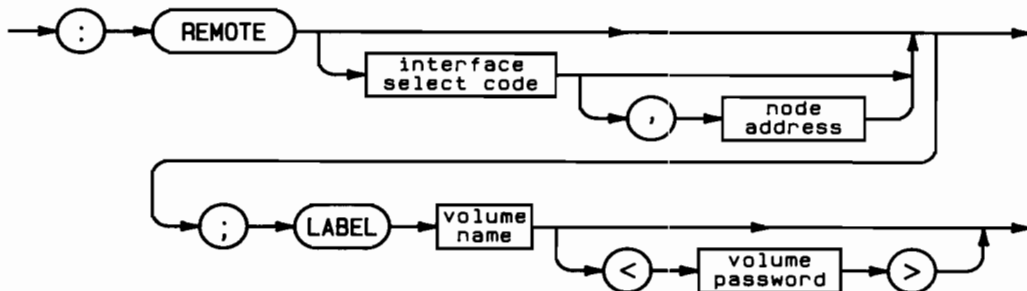 : REMOTE
interface
select code
, node
address
; LABEL volume
name
< volume
password >